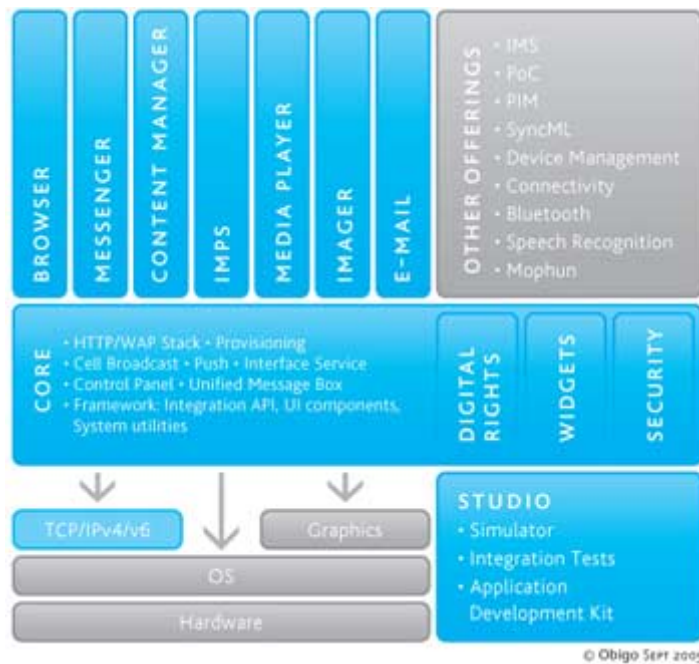 BROWSER
MESSENGER
CONTENT MANAGER
IMPS
MEDIA PLAYER
IMAGER
E-MAIL
OTHER OFFERINGS
• IMS
• PoC
• PIM
• SyncML
• Device Management
• Connectivity
• Bluetooth
• Speech Recognition
• Mophun
CORE
• HTTP/WAP Stack • Provisioning
• Cell Broadcast • Push • Interface Service
• Control Panel • Unified Message Box
• Framework: Integration API, UI components,
System utilities
DIGITAL
RIGHTS
WIDGETS
SECURITY
TCP/IPv4/v6
Graphics
OS
Hardware
STUDIO
• Simulator
• Integration Tests
• Application
Development Kit
© Obigo SEPT 2005